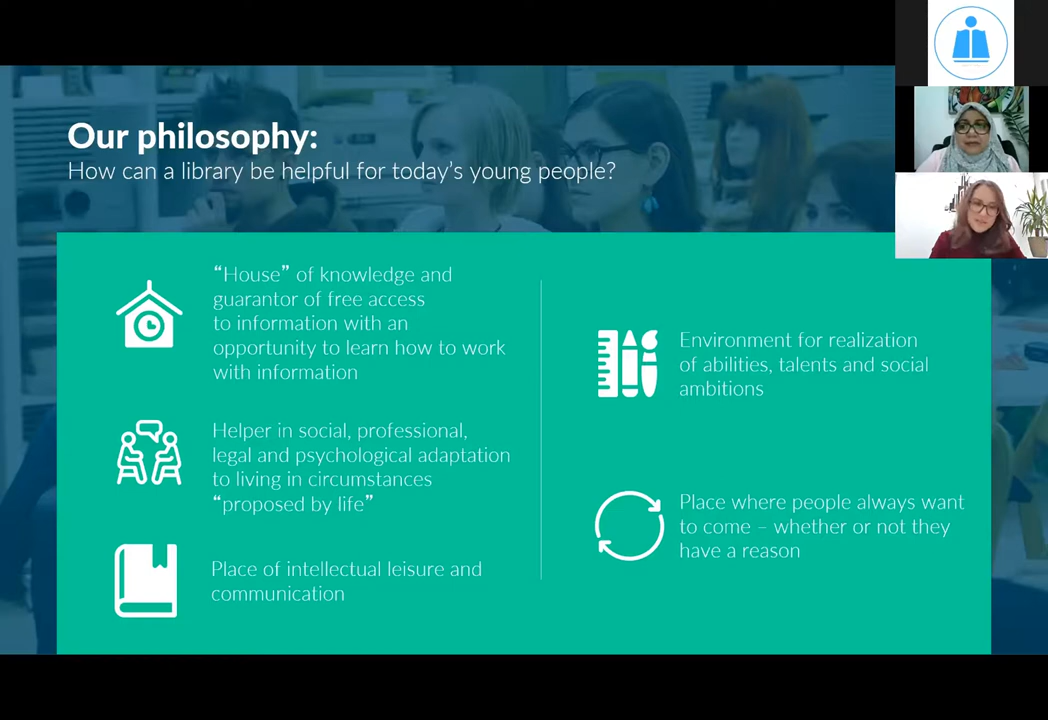 Our philosophy:
How can a library be helpful for today's young people?
“House” of knowledge and
guarantor of free access
to information with an
opportunity to learn how to work
with information
Helper in social, professional,
legal and psychological adaptation
to living in circumstances
“proposed by life”
Place of intellectual leisure and
communication
Environment for realization
of abilities, talents and social
ambitions
Place where people always want
to come – whether or not they
have a reason